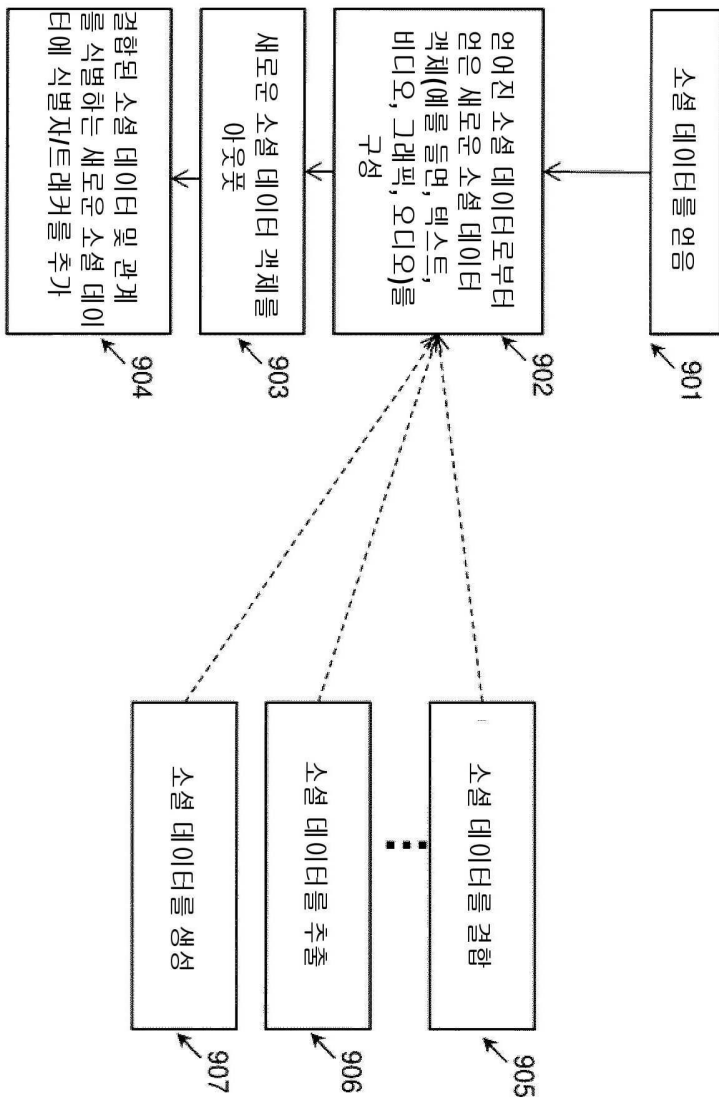 소셜 데이터를 얻음
901
얻어진 소셜 데이터로부터
얻은 새로운 소셜 데이터
객체(예를 들면, 텍스트,
비디오, 그래픽, 오디오)를
구성
902
새로운 소셜 데이터 객체를
아웃풋
903
결합된 소셜 데이터 및 관계
를 식별하는 새로운 소셜 데이
터에 식별자/트래커를 추가
904
소셜 데이터를 결합
905
소셜 데이터를 추출
906
소셜 데이터를 생성
907